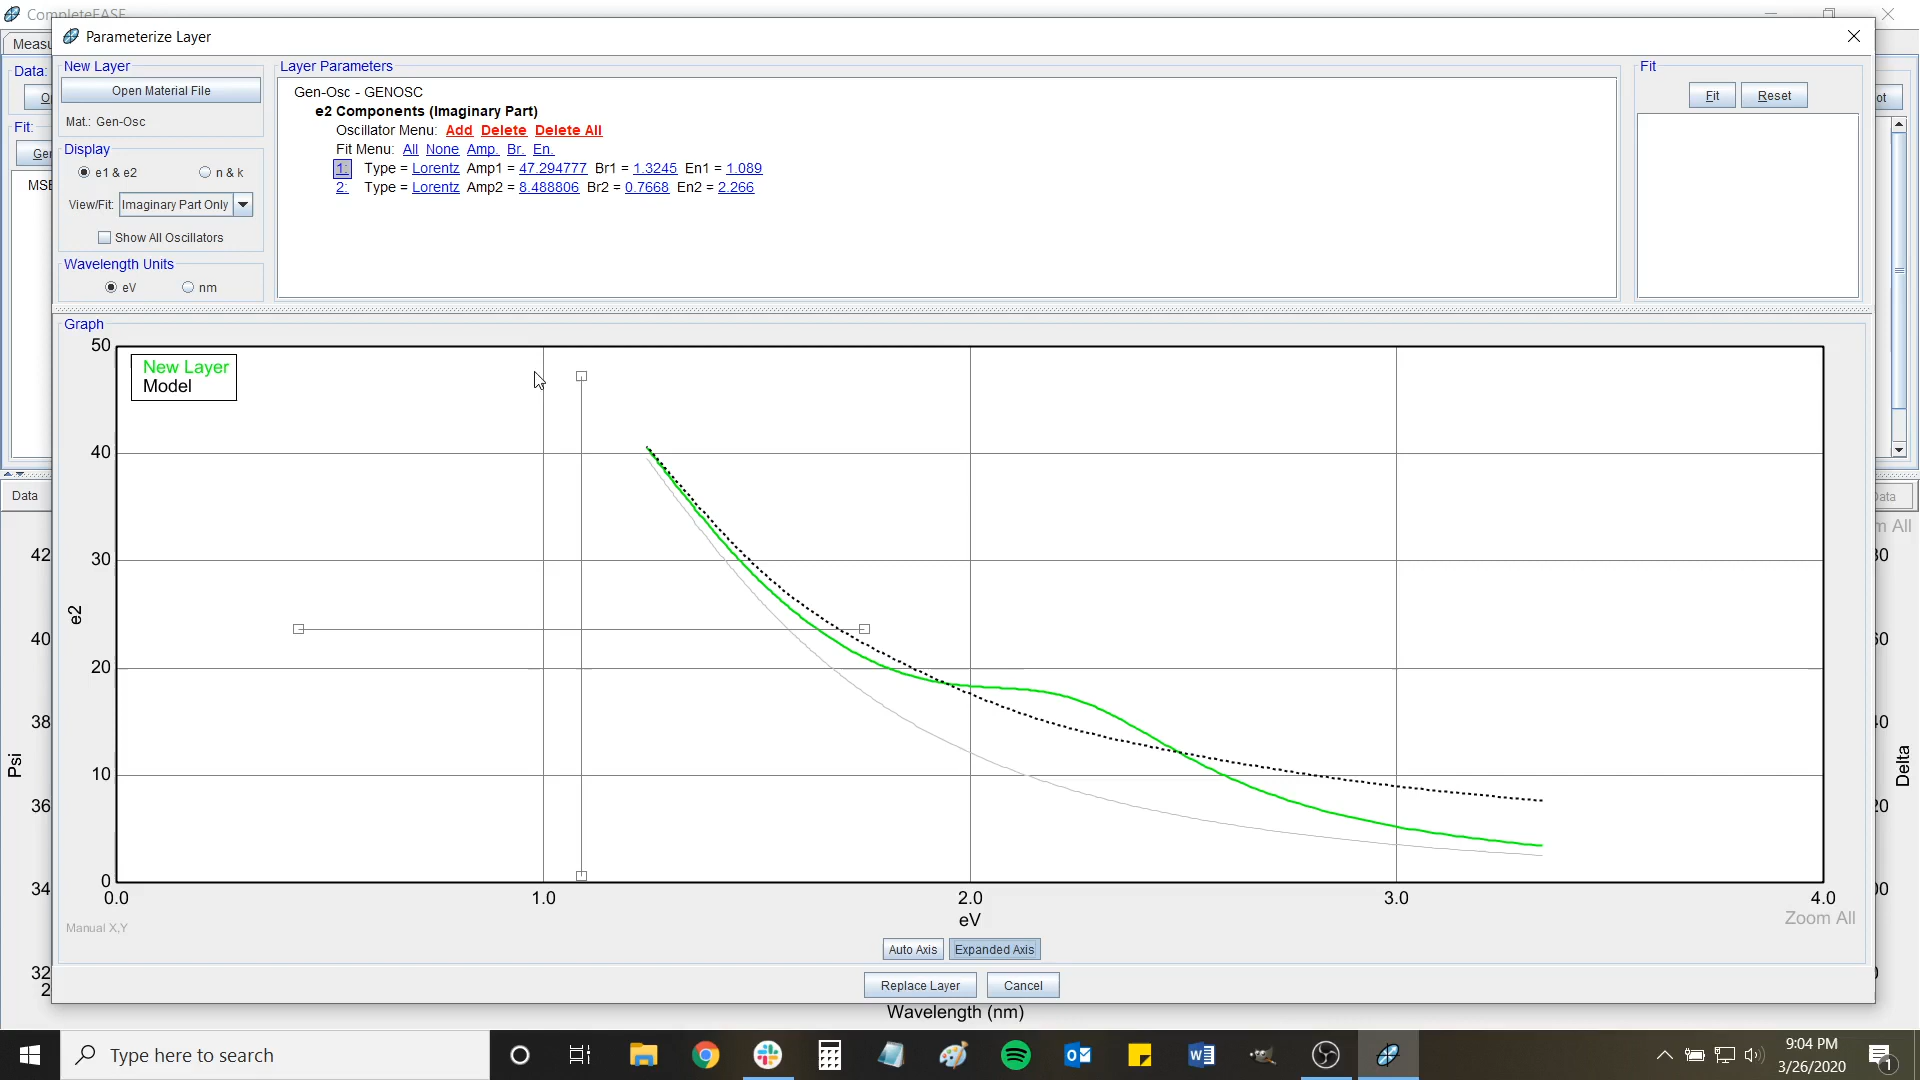 CompleteEASE
Parameterize Layer
Measu
Data:
Fit:
MSE
Data
New Layer
Open Material File
Mat.: Gen-Osc
Display
e1 & e2
n & k
View/Fit: Imaginary Part Only
Show All Oscillators
Wavelength Units
eV
nm
Layer Parameters
Gen-Osc - GENOSC
e2 Components (Imaginary Part)
Oscillator Menu: Add Delete Delete All
Fit Menu: All None Amp. Br. En.
1: Type = Lorentz Amp1 = 47.294777 Br1 = 1.3245 En1 = 1.089
2: Type = Lorentz Amp2 = 8.488806 Br2 = 0.7668 En2 = 2.266
Fit
Fit
Reset
Graph
New Layer
Model
50
40
30
20
10
0
e2
0.0
1.0
2.0
3.0
4.0
eV
Manual X,Y
Zoom All
Auto Axis
Expanded Axis
Replace Layer
Cancel
42
40
38
36
34
32
Psi
Delta
Wavelength (nm)
Type here to search
9:04 PM
3/26/2020
1